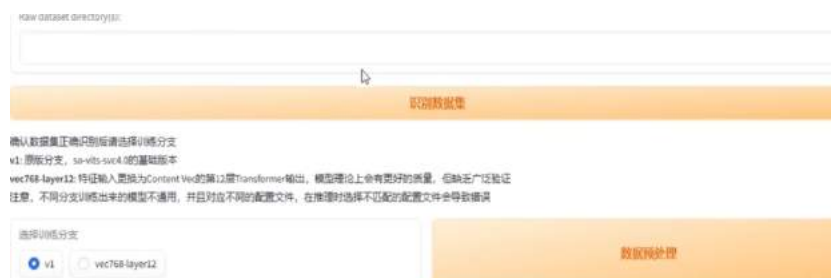 Raw dataset directory(s):
识别数据集
确认数据集正确识别后请选择训练分支
v1: 原版分支，so-vits-svc4.0的基础版本
vec768-layer12: 特征输入更换为Content Vec的第12层Transformer输出，模型理论上会有更好的质量，但缺乏广泛验证
注意，不同分支训练出来的模型不通用，并且对应不同的配置文件，在推理时选择不匹配的配置文件会导致错误
选择训练分支
v1 vec768-layer12
数据预处理